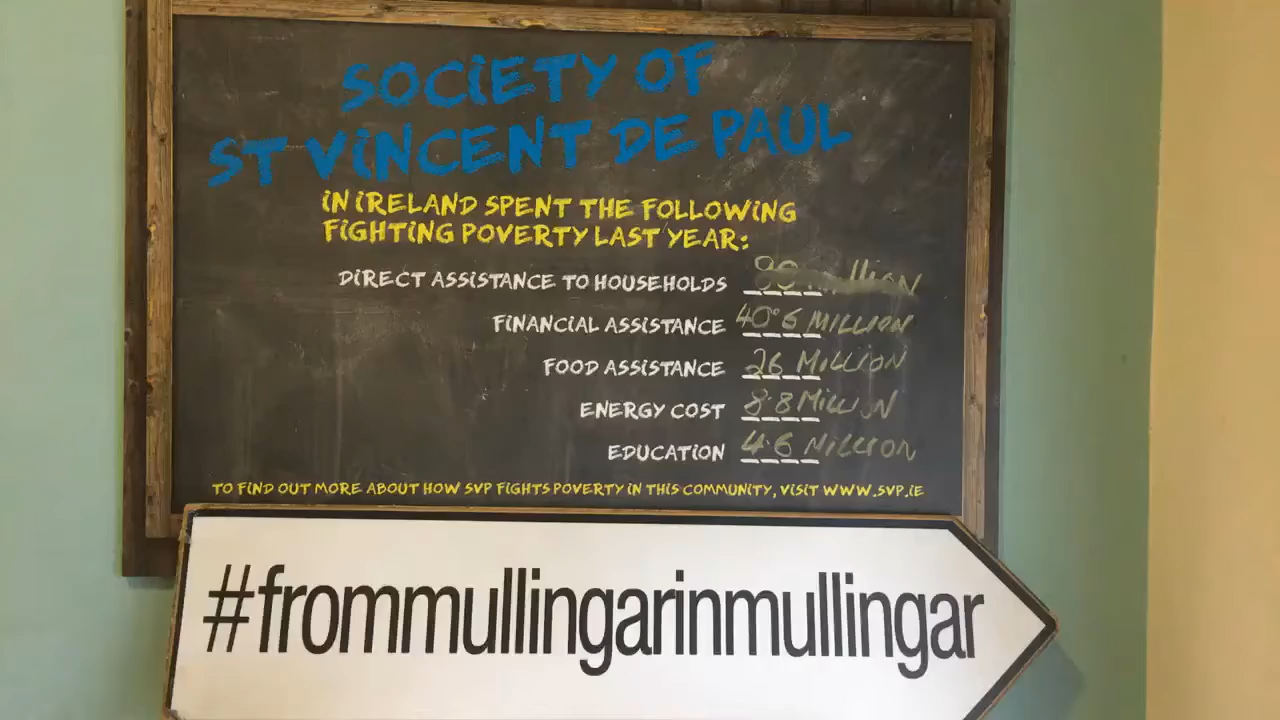 SOCIETY OF
ST VINCENT DE PAUL
IN IRELAND SPENT THE FOLLOWING
FIGHTING POVERTY LAST YEAR:
DIRECT ASSISTANCE TO HOUSEHOLDS million
FINANCIAL ASSISTANCE 40.6 MILLION
FOOD ASSISTANCE 26 MILLION
ENERGY COST 8.8 MILLION
EDUCATION 4.6 MILLION
TO FIND OUT MORE ABOUT HOW SVP FIGHTS POVERTY IN THIS COMMUNITY, VISIT WWW.SVP.IE
#frommullingarinmullingar